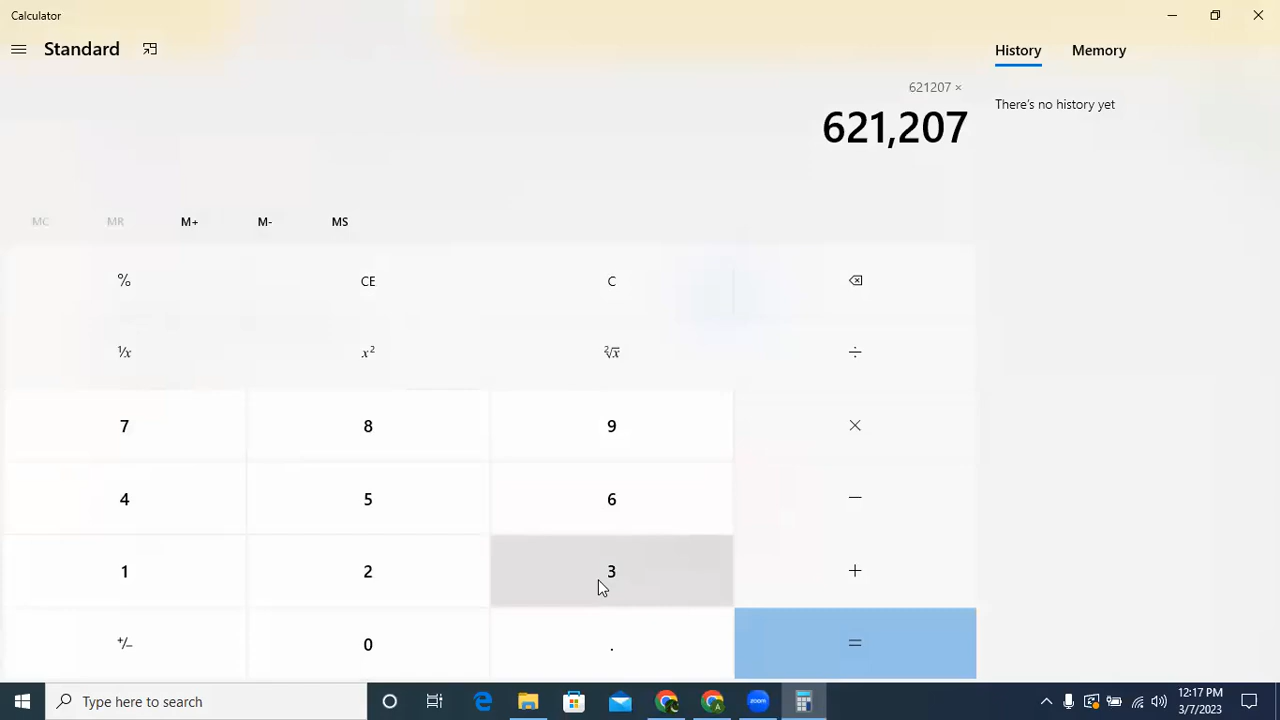 Calculator
Standard
History
Memory
621207 ×
621,207
There's no history yet
MC MR M+ M- MS
% CE C
¹/x x² ²√x ÷
7 8 9 ×
4 5 6 −
1 2 3 +
+/− 0 . =
Type here to search
12:17 PM
3/7/2023